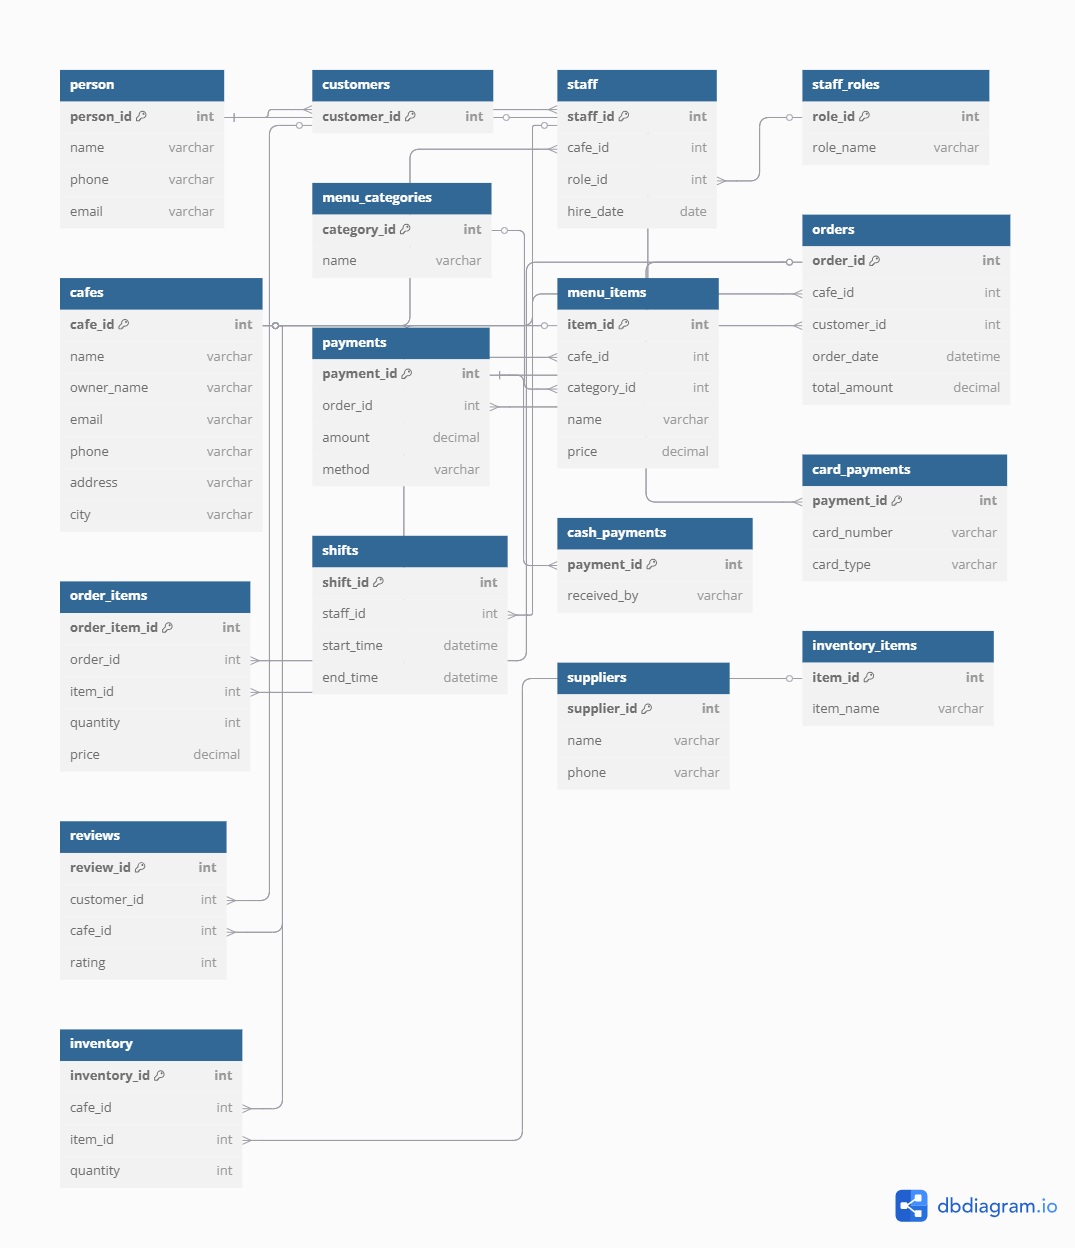 person
person_id int
name varchar
phone varchar
email varchar
customers
customer_id int
staff
staff_id int
cafe_id int
role_id int
hire_date date
staff_roles
role_id int
role_name varchar
menu_categories
category_id int
name varchar
orders
order_id int
cafe_id int
customer_id int
order_date datetime
total_amount decimal
cafes
cafe_id int
name varchar
owner_name varchar
email varchar
phone varchar
address varchar
city varchar
payments
payment_id int
order_id int
amount decimal
method varchar
menu_items
item_id int
cafe_id int
category_id int
name varchar
price decimal
card_payments
payment_id int
card_number varchar
card_type varchar
cash_payments
payment_id int
received_by varchar
shifts
shift_id int
staff_id int
start_time datetime
end_time datetime
order_items
order_item_id int
order_id int
item_id int
quantity int
price decimal
inventory_items
item_id int
item_name varchar
suppliers
supplier_id int
name varchar
phone varchar
reviews
review_id int
customer_id int
cafe_id int
rating int
inventory
inventory_id int
cafe_id int
item_id int
quantity int
dbdiagram.io